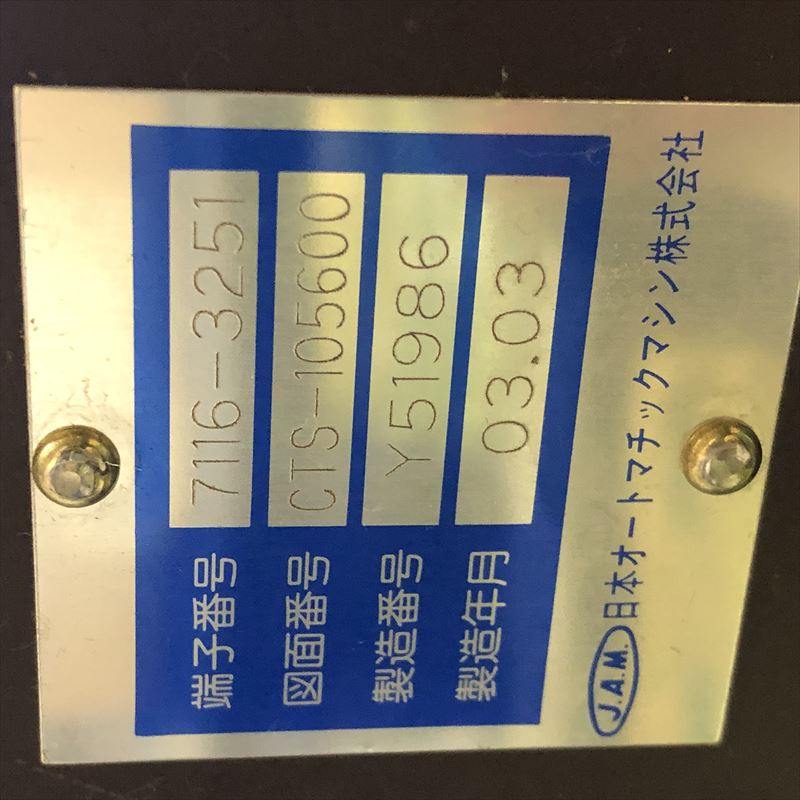 端子番号 7116-3251
図面番号 CTS-105600
製造番号 Y51986
製造年月 03.03
J.A.M. 日本オートマチックマシン株式会社